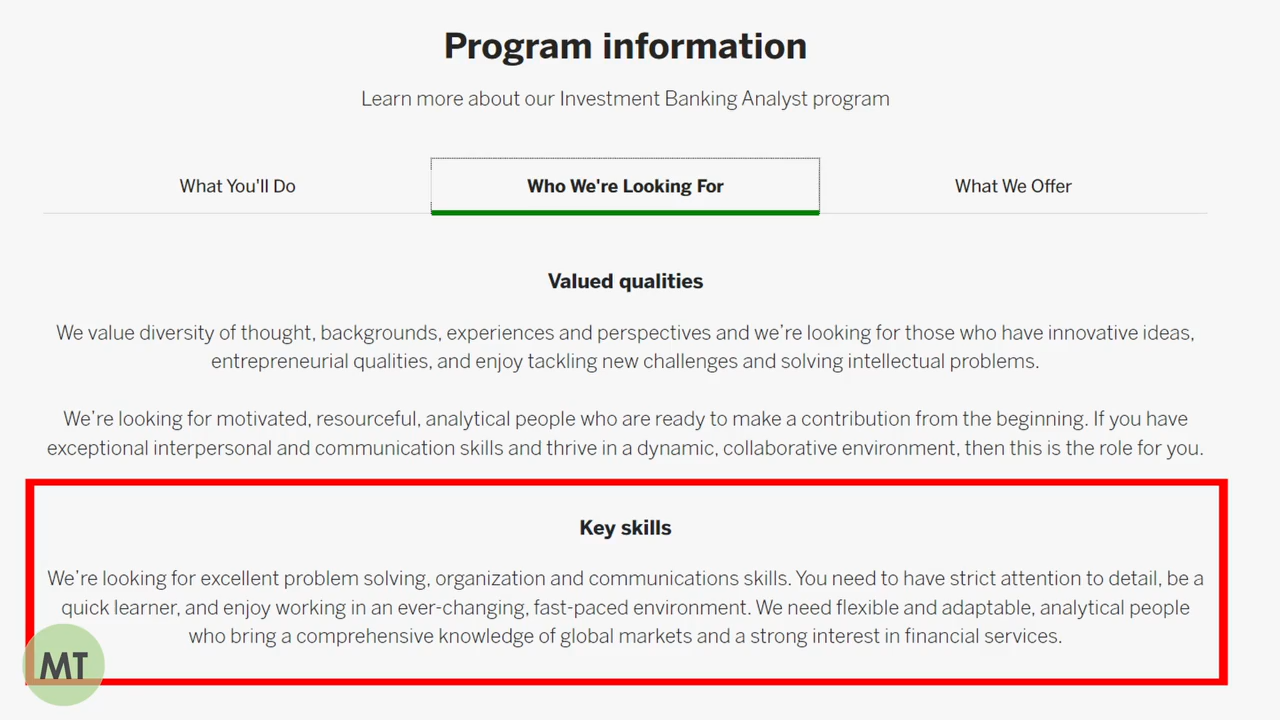 Program information
Learn more about our Investment Banking Analyst program
What You'll Do
Who We're Looking For
What We Offer
Valued qualities
We value diversity of thought, backgrounds, experiences and perspectives and we’re looking for those who have innovative ideas,
entrepreneurial qualities, and enjoy tackling new challenges and solving intellectual problems.
We’re looking for motivated, resourceful, analytical people who are ready to make a contribution from the beginning. If you have
exceptional interpersonal and communication skills and thrive in a dynamic, collaborative environment, then this is the role for you.
Key skills
We’re looking for excellent problem solving, organization and communications skills. You need to have strict attention to detail, be a
quick learner, and enjoy working in an ever-changing, fast-paced environment. We need flexible and adaptable, analytical people
who bring a comprehensive knowledge of global markets and a strong interest in financial services.
MT